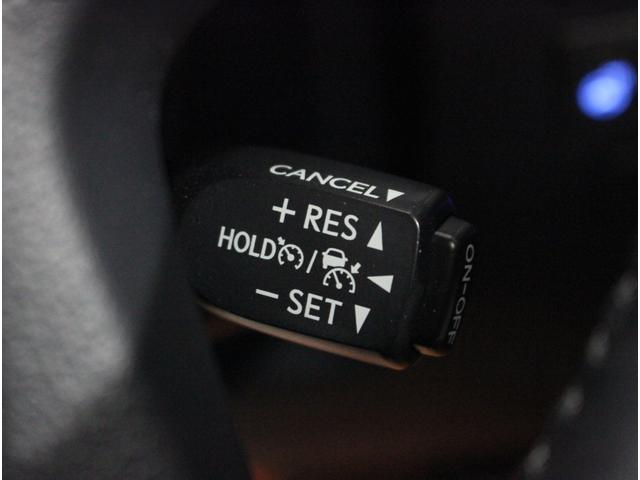 CANCEL▼
+ RES ▲
HOLD / ◀
− SET ▼
ON-OFF